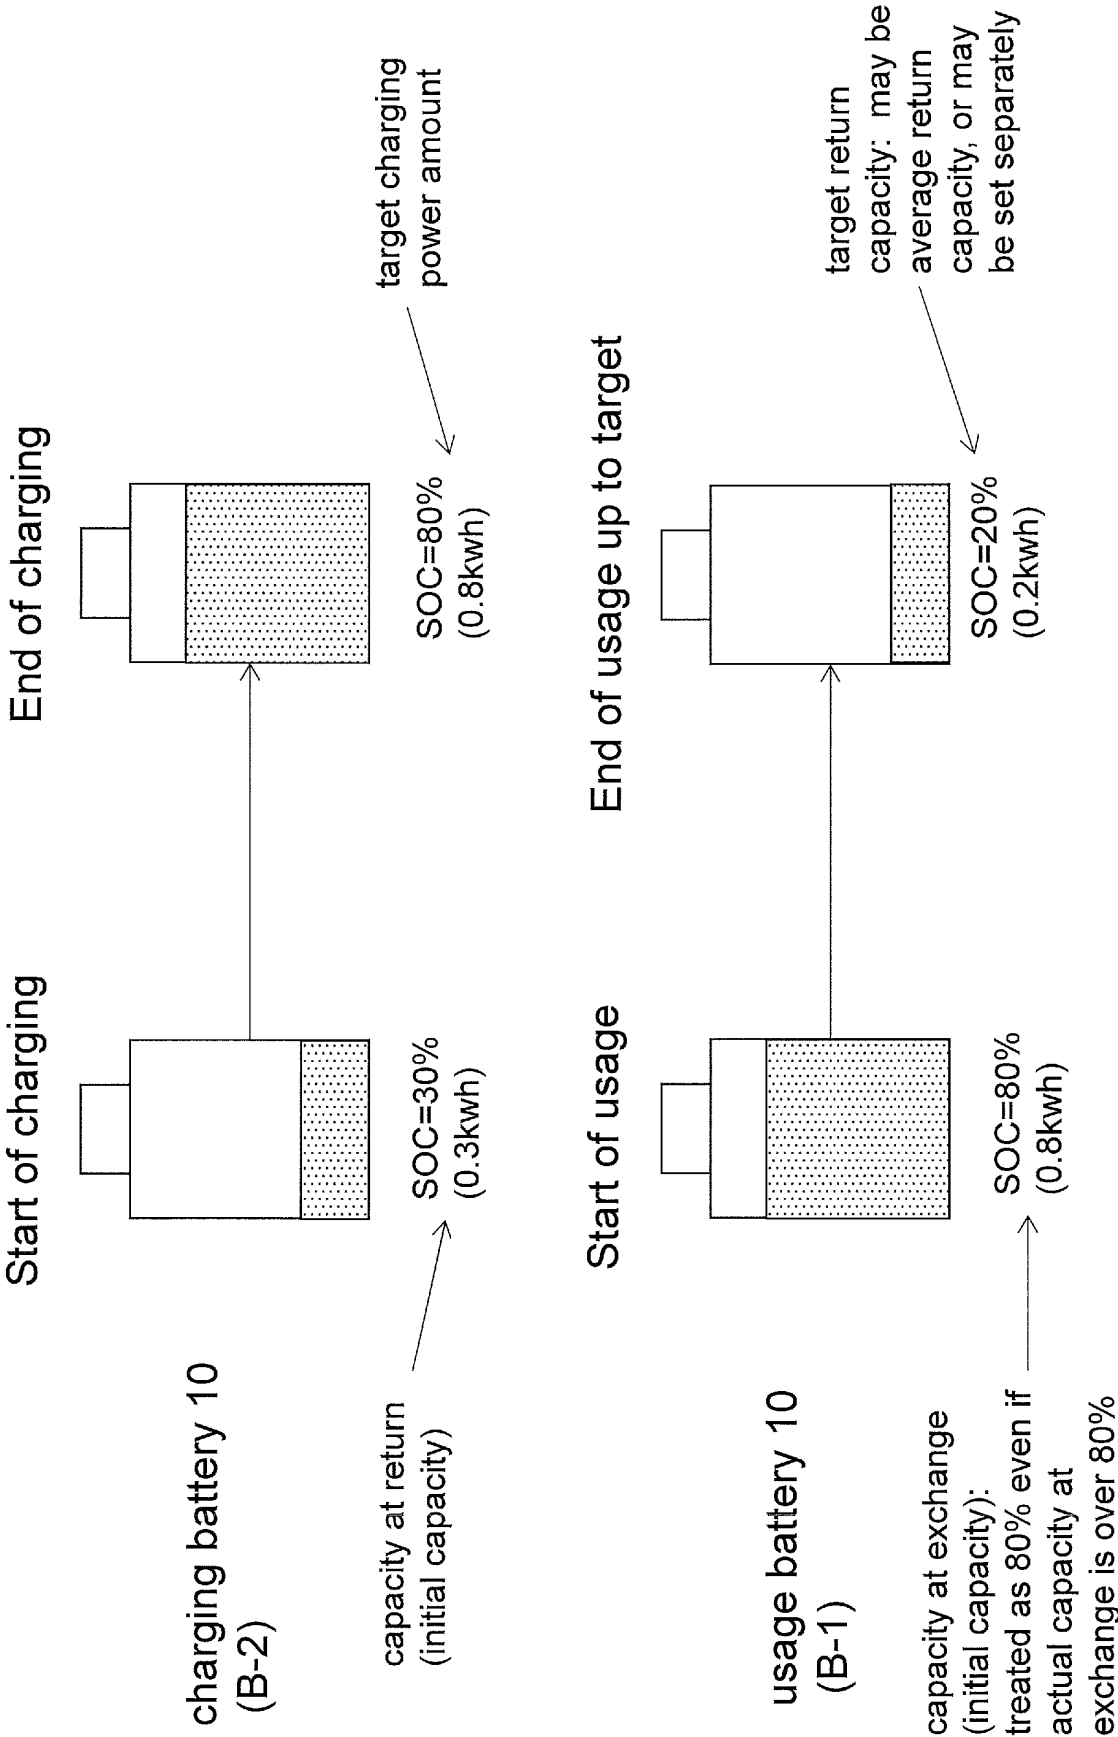 Start of charging
End of charging
charging battery 10
(B-2)
capacity at return
(initial capacity)
SOC=30%
(0.3kwh)
SOC=80%
(0.8kwh)
target charging
power amount
Start of usage
End of usage up to target
usage battery 10
(B-1)
capacity at exchange
(initial capacity):
treated as 80% even if
actual capacity at
exchange is over 80%
SOC=80%
(0.8kwh)
SOC=20%
(0.2kwh)
target return
capacity: may be
average return
capacity, or may
be set separately